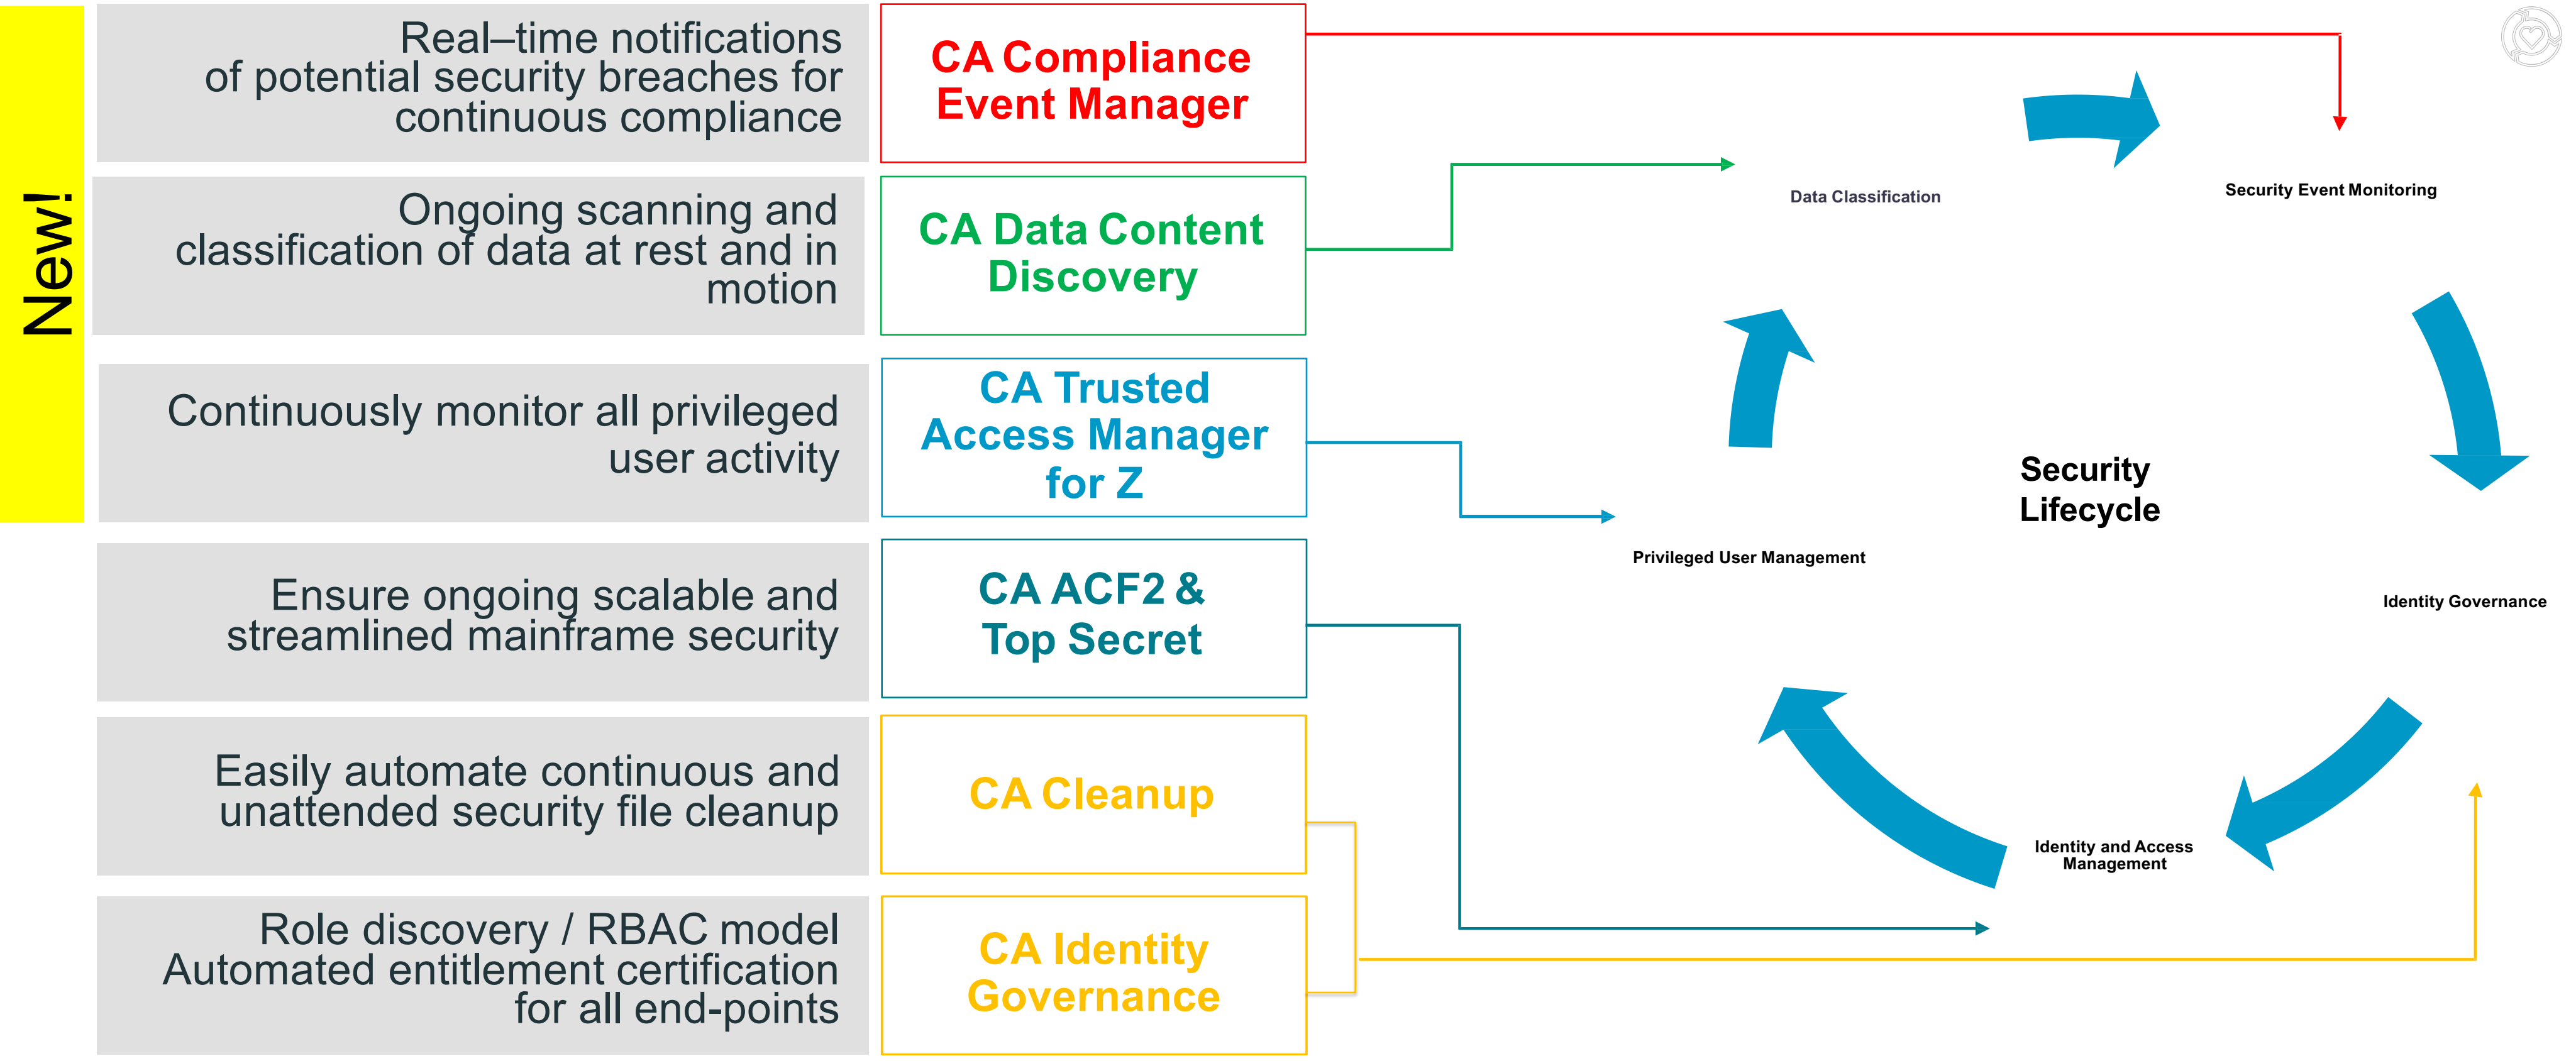 New!
Real–time notifications
of potential security breaches for
continuous compliance
CA Compliance
Event Manager
Ongoing scanning and
classification of data at rest and in
motion
CA Data Content
Discovery
Continuously monitor all privileged
user activity
CA Trusted
Access Manager
for Z
Ensure ongoing scalable and
streamlined mainframe security
CA ACF2 &
Top Secret
Easily automate continuous and
unattended security file cleanup
CA Cleanup
Role discovery / RBAC model
Automated entitlement certification
for all end-points
CA Identity
Governance
Data Classification
Security Event Monitoring
Security
Lifecycle
Privileged User Management
Identity Governance
Identity and Access
Management